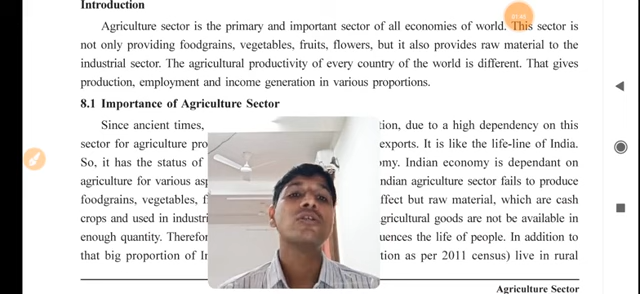 Introduction
Agriculture sector is the primary and important sector of all economies of world. This sector is
not only providing foodgrains, vegetables, fruits, flowers, but it also provides raw material to the
industrial sector. The agricultural productivity of every country of the world is different. That gives
production, employment and income generation in various proportions.
8.1 Importance of Agriculture Sector
Since ancient times, tion, due to a high dependency on this
sector for agriculture pro exports. It is like the life-line of India.
So, it has the status of omy. Indian economy is dependant on
agriculture for various asp ndian agriculture sector fails to produce
foodgrains, vegetables, f ffect but raw material, which are cash
crops and used in industri gricultural goods are not be available in
enough quantity. Therefor uences the life of people. In addition to
that big proportion of In tion as per 2011 census) live in rural
Agriculture Sector